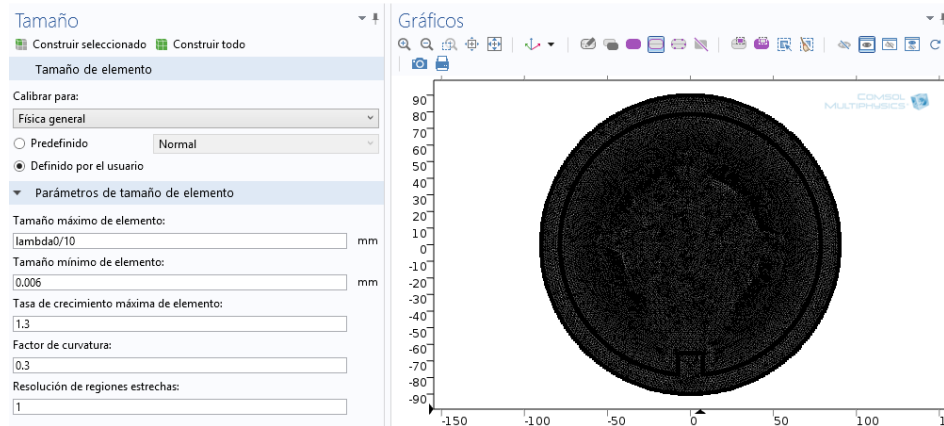 Tamaño
Construir seleccionado Construir todo
Tamaño de elemento
Calibrar para:
Física general
Predefinido Normal
Definido por el usuario
Parámetros de tamaño de elemento
Tamaño máximo de elemento:
lambda0/10 mm
Tamaño mínimo de elemento:
0.006 mm
Tasa de crecimiento máxima de elemento:
1.3
Factor de curvatura:
0.3
Resolución de regiones estrechas:
1
Gráficos
COMSOL
MULTIPHYSICS
90
80
70
60
50
40
30
20
10
0
-10
-20
-30
-40
-50
-60
-70
-80
-90
-150 -100 -50 0 50 100